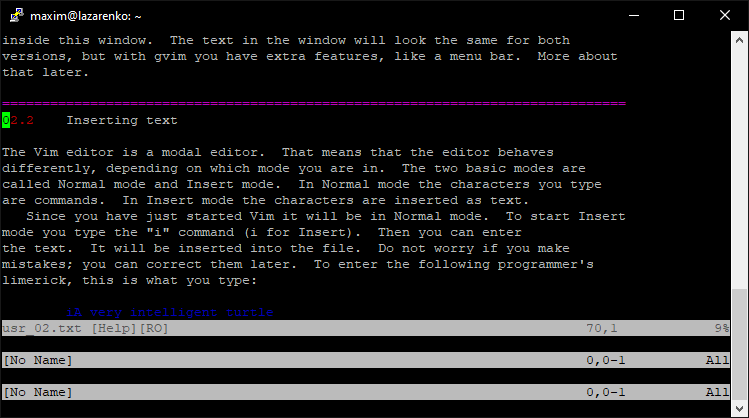 maxim@lazarenko: ~
inside this window.  The text in the window will look the same for both
versions, but with gvim you have extra features, like a menu bar.  More about
that later.
==============================================================================
02.2    Inserting text
The Vim editor is a modal editor.  That means that the editor behaves
differently, depending on which mode you are in.  The two basic modes are
called Normal mode and Insert mode.  In Normal mode the characters you type
are commands.  In Insert mode the characters are inserted as text.
   Since you have just started Vim it will be in Normal mode.  To start Insert
mode you type the "i" command (i for Insert).  Then you can enter
the text.  It will be inserted into the file.  Do not worry if you make
mistakes; you can correct them later.  To enter the following programmer's
limerick, this is what you type:
        iA very intelligent turtle
usr_02.txt [Help][RO]                                    70,1            9%
[No Name]                                                0,0-1          All
[No Name]                                                0,0-1          All